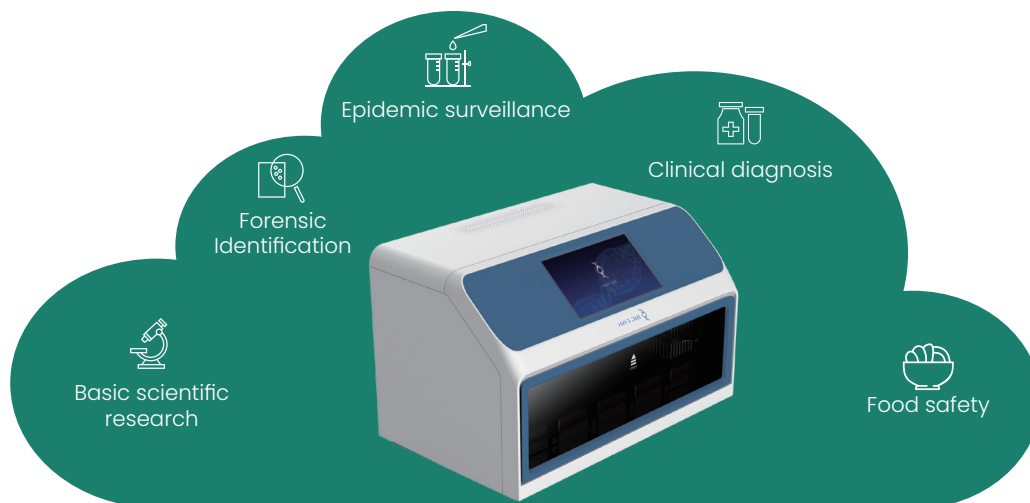 Epidemic surveillance
Clinical diagnosis
Forensic
Identification
Basic scientific
research
Food safety